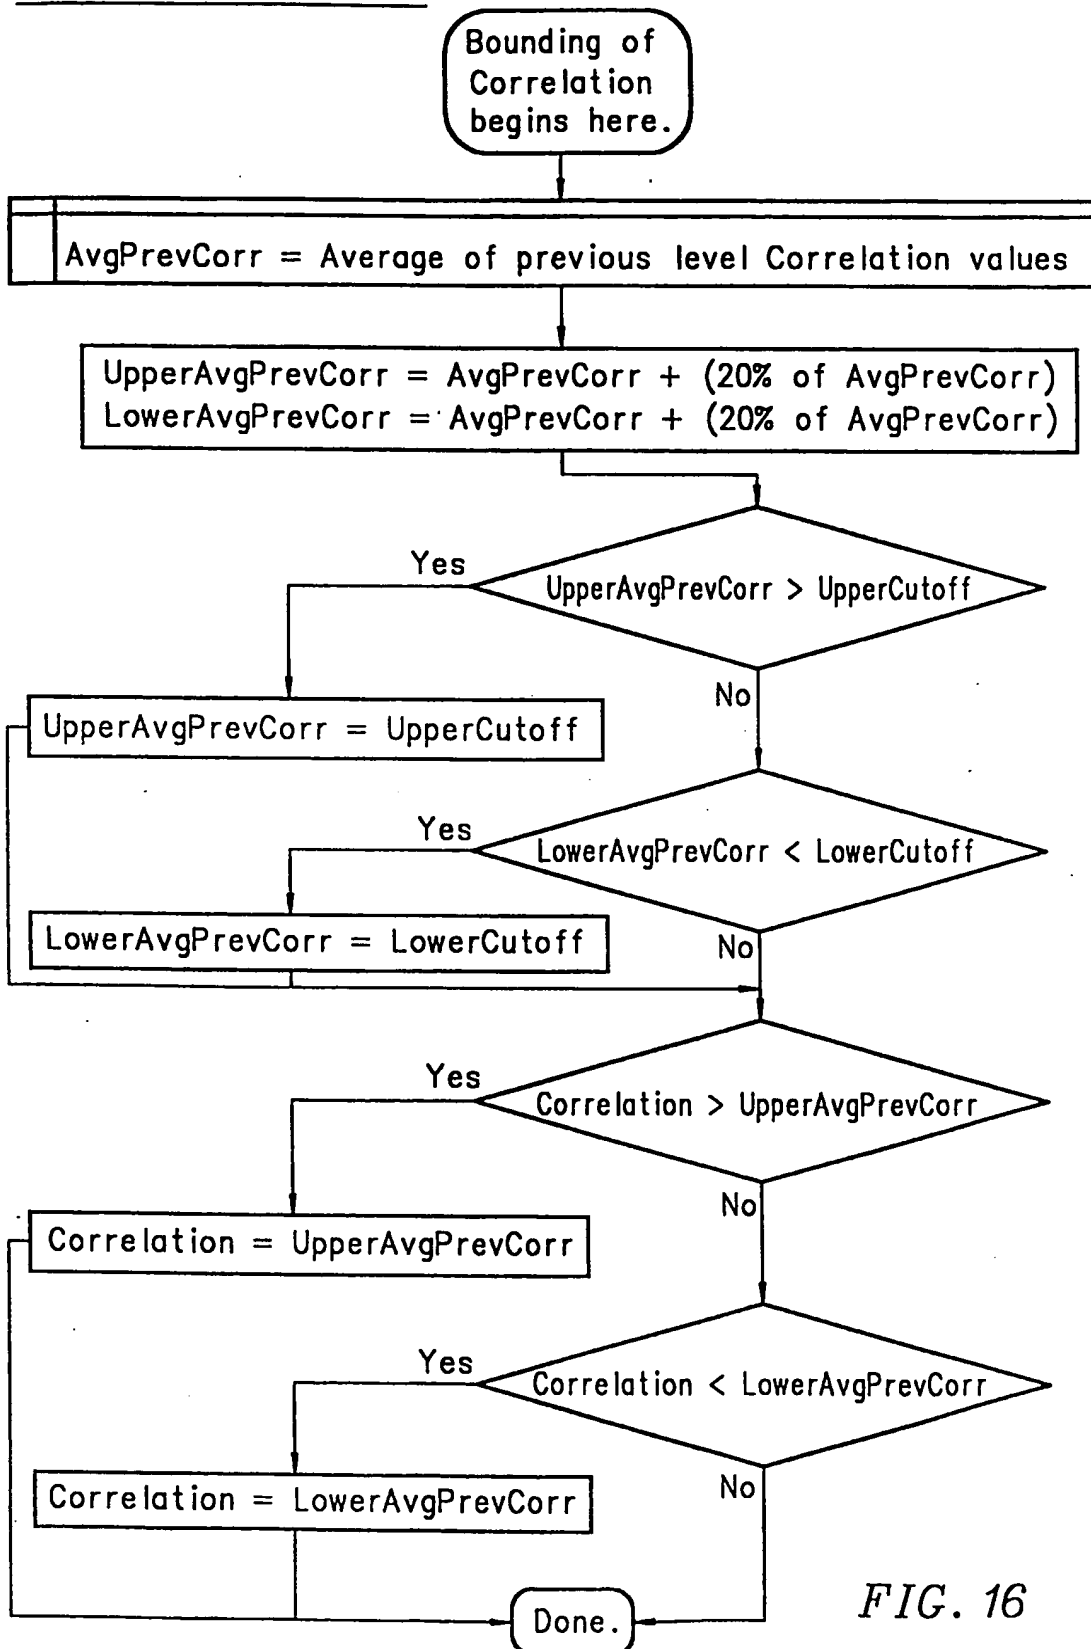 Bounding of
Correlation
begins here.
AvgPrevCorr = Average of previous level Correlation values
UpperAvgPrevCorr = AvgPrevCorr + (20% of AvgPrevCorr)
LowerAvgPrevCorr = AvgPrevCorr + (20% of AvgPrevCorr)
Yes
UpperAvgPrevCorr > UpperCutoff
No
UpperAvgPrevCorr = UpperCutoff
Yes
LowerAvgPrevCorr < LowerCutoff
LowerAvgPrevCorr = LowerCutoff
No
Yes
Correlation > UpperAvgPrevCorr
No
Correlation = UpperAvgPrevCorr
Yes
Correlation < LowerAvgPrevCorr
No
Correlation = LowerAvgPrevCorr
Done.
FIG. 16